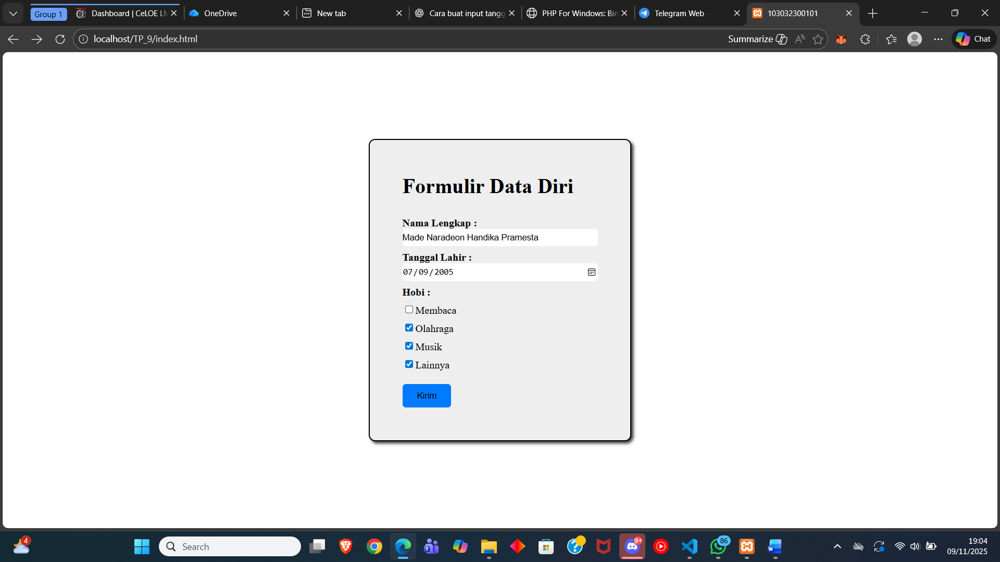 Group 1
Dashboard | CeLOE LM
OneDrive
New tab
Cara buat input tangg
PHP For Windows: Bin
Telegram Web
103032300101
localhost/TP_9/index.html
Summarize
Chat
Formulir Data Diri
Nama Lengkap :
Made Naradeon Handika Pramesta
Tanggal Lahir :
07/09/2005
Hobi :
Membaca
Olahraga
Musik
Lainnya
Kirim
4
Search
9+
86
19:04
09/11/2025